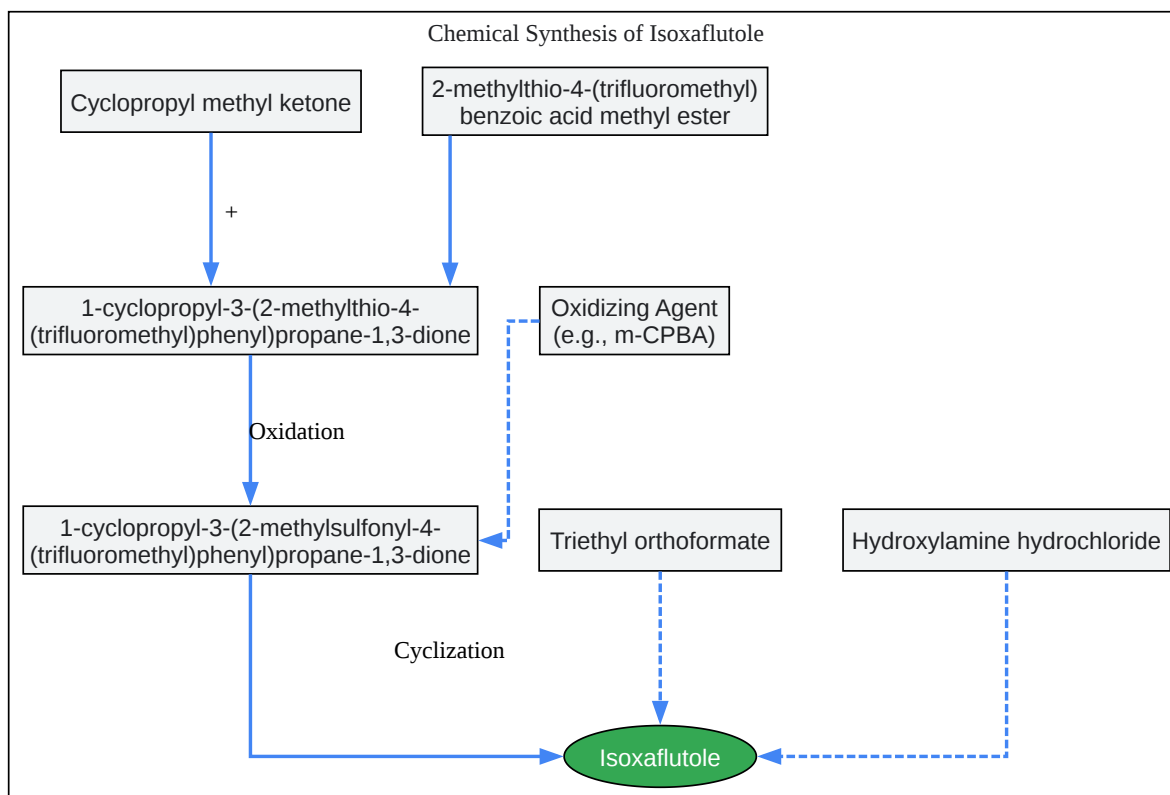 Chemical Synthesis of Isoxaflutole
Cyclopropyl methyl ketone
2-methylthio-4-(trifluoromethyl)
benzoic acid methyl ester
+
1-cyclopropyl-3-(2-methylthio-4-
(trifluoromethyl)phenyl)propane-1,3-dione
Oxidizing Agent
(e.g., m-CPBA)
Oxidation
1-cyclopropyl-3-(2-methylsulfonyl-4-
(trifluoromethyl)phenyl)propane-1,3-dione
Triethyl orthoformate
Hydroxylamine hydrochloride
Cyclization
Isoxaflutole